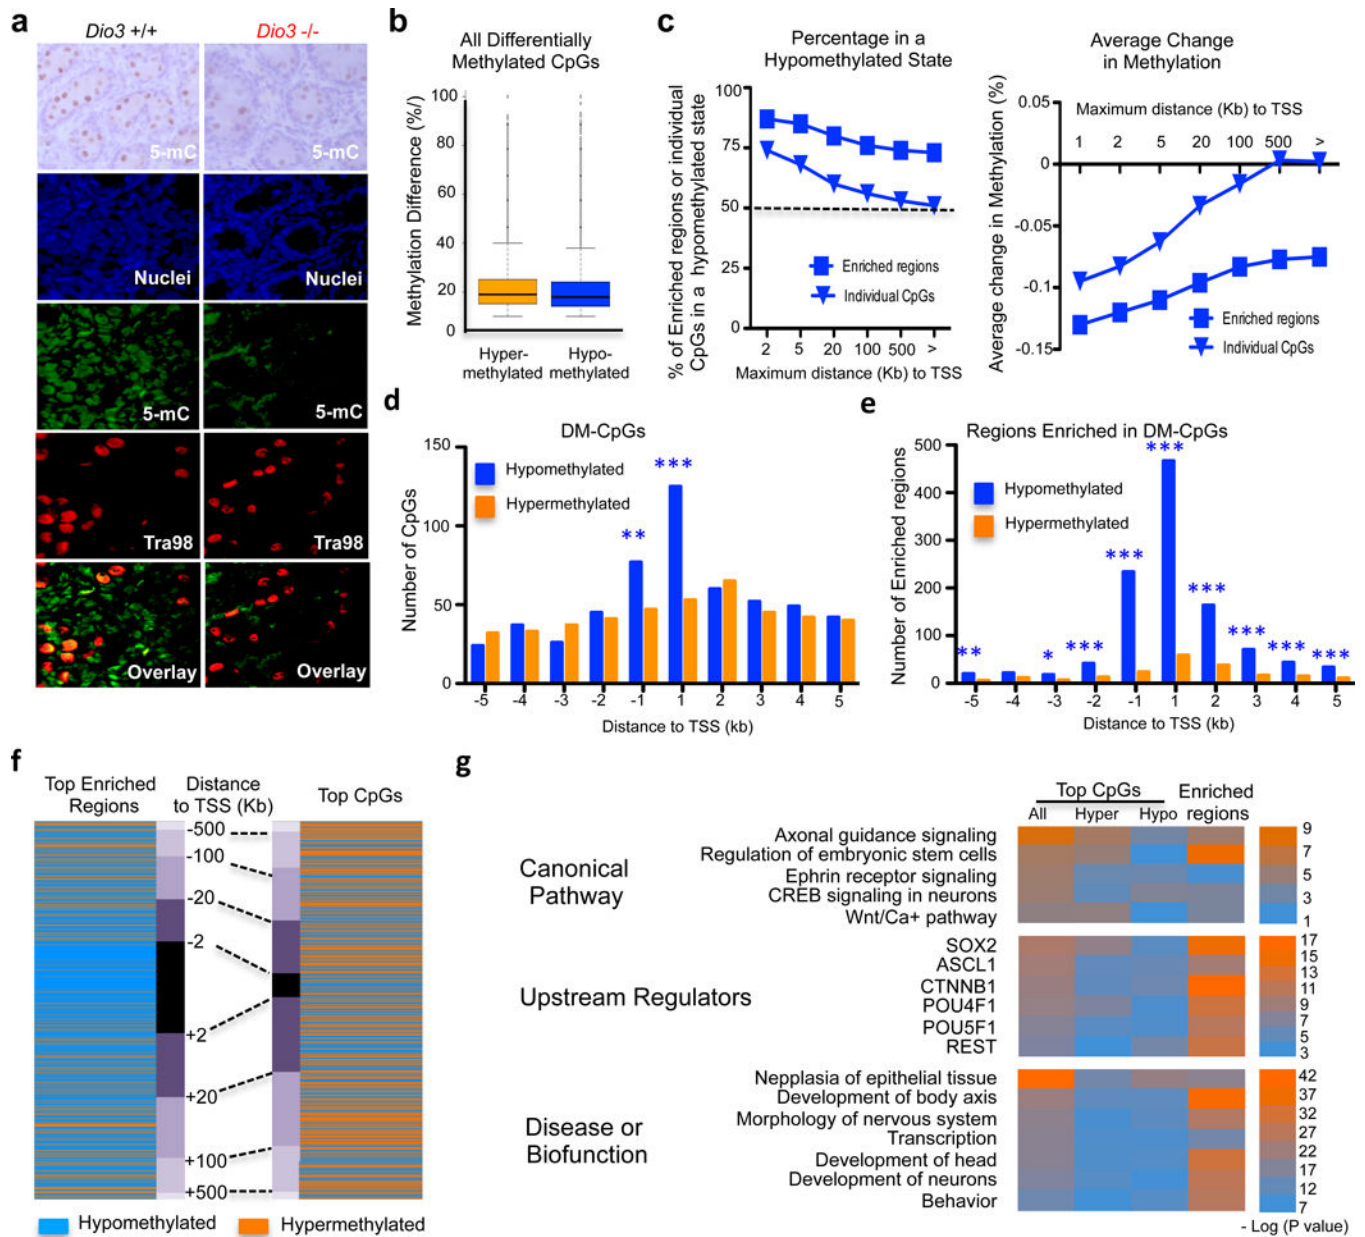 a
Dio3 +/+
Dio3 -/-
5-mC
5-mC
Nuclei
Nuclei
5-mC
5-mC
Tra98
Tra98
Overlay
Overlay
b
All Differentially
Methylated CpGs
Methylation Difference (%/)
100
80
60
40
20
0
Hyper-
methylated
Hypo-
methylated
c
Percentage in a
Hypomethylated State
% of Enriched regions or individual
CpGs in a hypomethylated state
100
75
50
25
0
Enriched regions
Individual CpGs
2 5 20 100 500 >
Maximum distance (Kb) to TSS
Average Change
in Methylation
Average change in Methylation (%)
0.05
Maximum distance (Kb) to TSS
1 2 5 20 100 500 >
0
-0.05
-0.1
-0.15
Enriched regions
Individual CpGs
d
DM-CpGs
Number of CpGs
150
100
50
0
Hypomethylated
Hypermethylated
**
***
-5 -4 -3 -2 -1 1 2 3 4 5
Distance to TSS (kb)
e
Regions Enriched in DM-CpGs
Number of Enriched regions
500
400
300
200
100
0
Hypomethylated
Hypermethylated
** * *** *** *** *** *** *** ***
-5 -4 -3 -2 -1 1 2 3 4 5
Distance to TSS (kb)
f
Top Enriched
Regions
Distance
to TSS (Kb)
Top CpGs
-500
-100
-20
-2
+2
+20
+100
+500
Hypomethylated
Hypermethylated
g
Top CpGs
Enriched
regions
All Hyper Hypo
Canonical
Pathway
Axonal guidance signaling
Regulation of embryonic stem cells
Ephrin receptor signaling
CREB signaling in neurons
Wnt/Ca+ pathway
9
7
5
3
1
Upstream Regulators
SOX2
ASCL1
CTNNB1
POU4F1
POU5F1
REST
17
15
13
11
9
7
5
3
Disease or
Biofunction
Nepplasia of epithelial tissue
Development of body axis
Morphology of nervous system
Transcription
Development of head
Development of neurons
Behavior
42
37
32
27
22
17
12
7
- Log (P value)